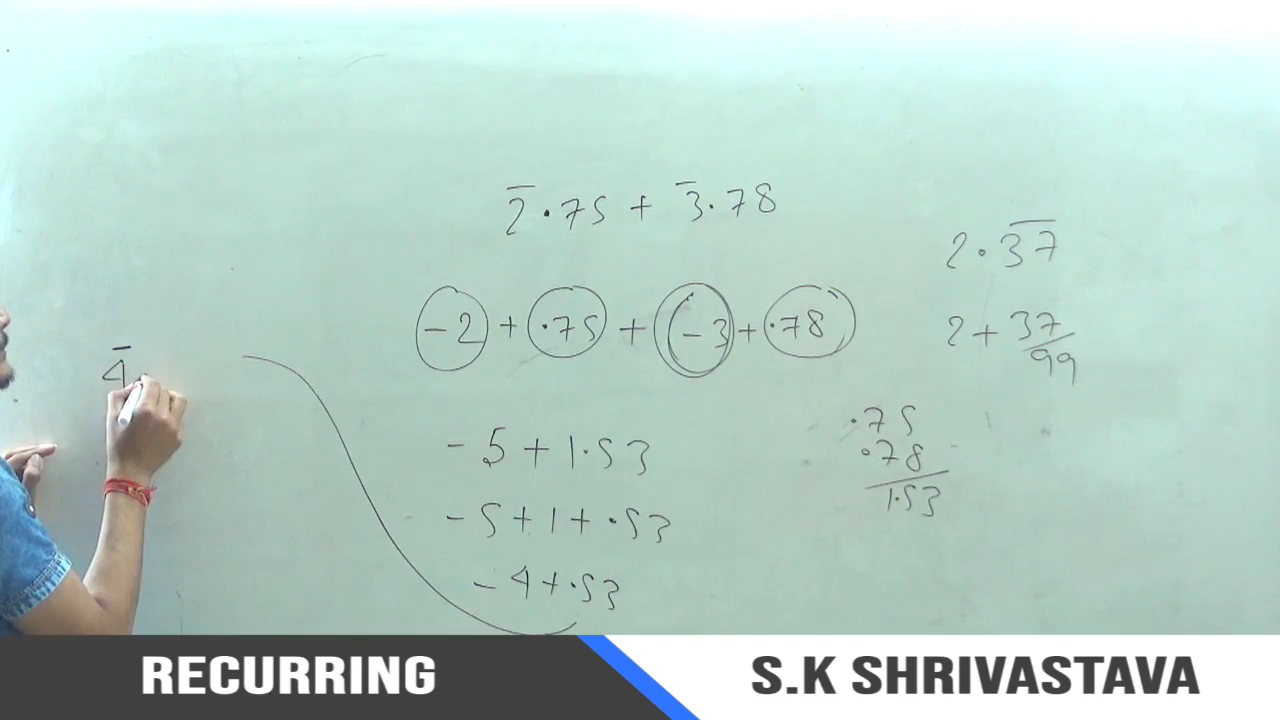 2̅.75 + 3̅.78
-2 + .75 + -3 + .78
-5 + 1.53
-5 + 1 + .53
-4 + .53
4̅.
2.3̅7̅
2 + 37/99
.75
.78
1.53
RECURRING
S.K SHRIVASTAVA